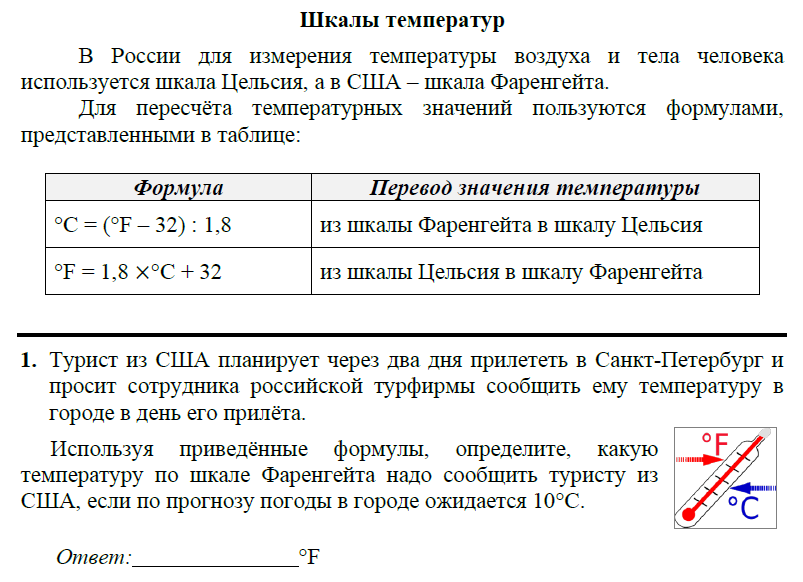 Шкалы температур
В России для измерения температуры воздуха и тела человека
используется шкала Цельсия, а в США – шкала Фаренгейта.
Для пересчёта температурных значений пользуются формулами,
представленными в таблице:
Формула Перевод значения температуры
°C = (°F – 32) : 1,8 из шкалы Фаренгейта в шкалу Цельсия
°F = 1,8 ×°C + 32 из шкалы Цельсия в шкалу Фаренгейта
1. Турист из США планирует через два дня прилететь в Санкт-Петербург и
просит сотрудника российской турфирмы сообщить ему температуру в
городе в день его прилёта.
Используя приведённые формулы, определите, какую
температуру по шкале Фаренгейта надо сообщить туристу из
США, если по прогнозу погоды в городе ожидается 10°C.
°F
°C
Ответ:_______________°F